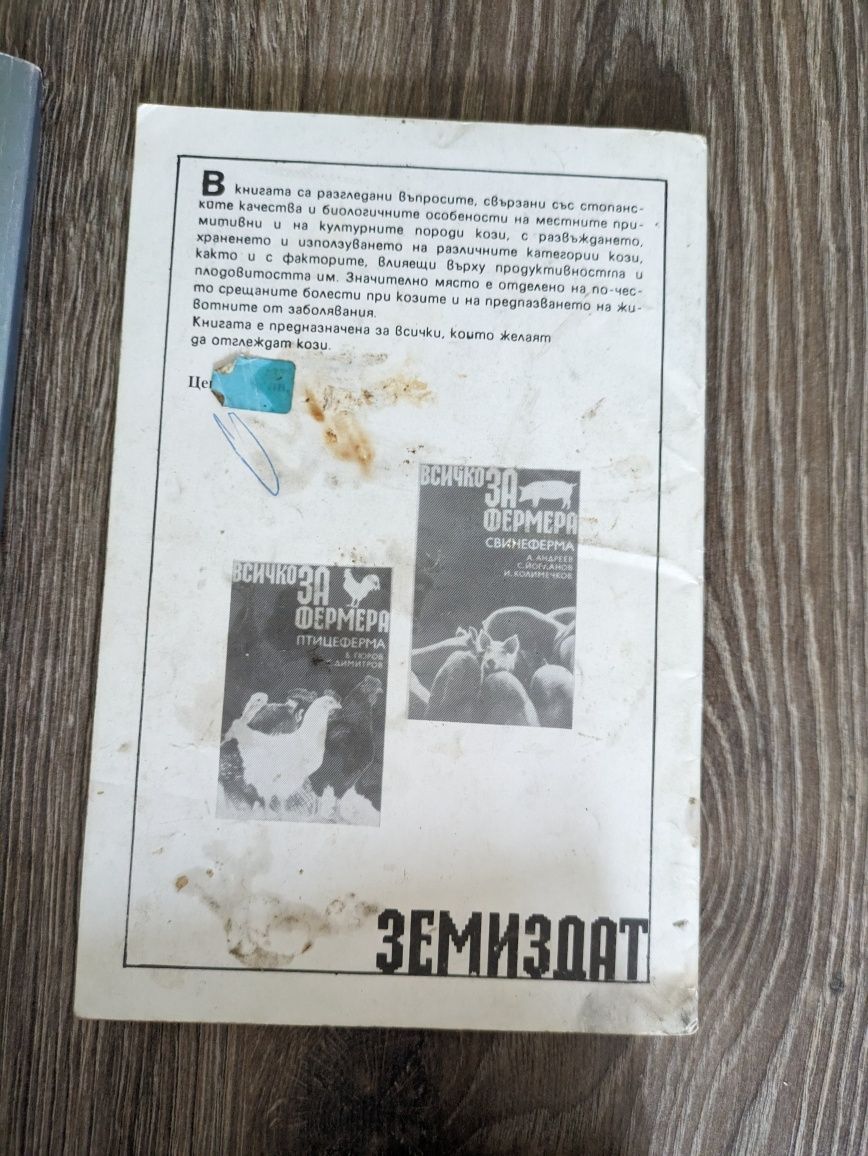 В книгата са разгледани въпросите, свързани със стопанс-
ките качества и биологичните особености на местните при-
митивни и на културните породи кози, с развъждането,
храненето и използуването на различните категории кози,
както и с факторите, влияещи върху продуктивността и
плодовитостта им. Значително място е отделено на по-чес-
то срещаните болести при козите и на предпазването на жи-
вотните от заболявания.
Книгата е предназначена за всички, които желаят
да отглеждат кози.
ВСИЧКО ЗА
ФЕРМЕРА
СВИНЕФЕРМА
А. АНДРЕЕВ
И. КОЛИМЕЧКОВ
ВСИЧКО ЗА
ФЕРМЕРА
ПТИЦЕФЕРМА
ДИМИТРОВ
ЗЕМИЗДАТ